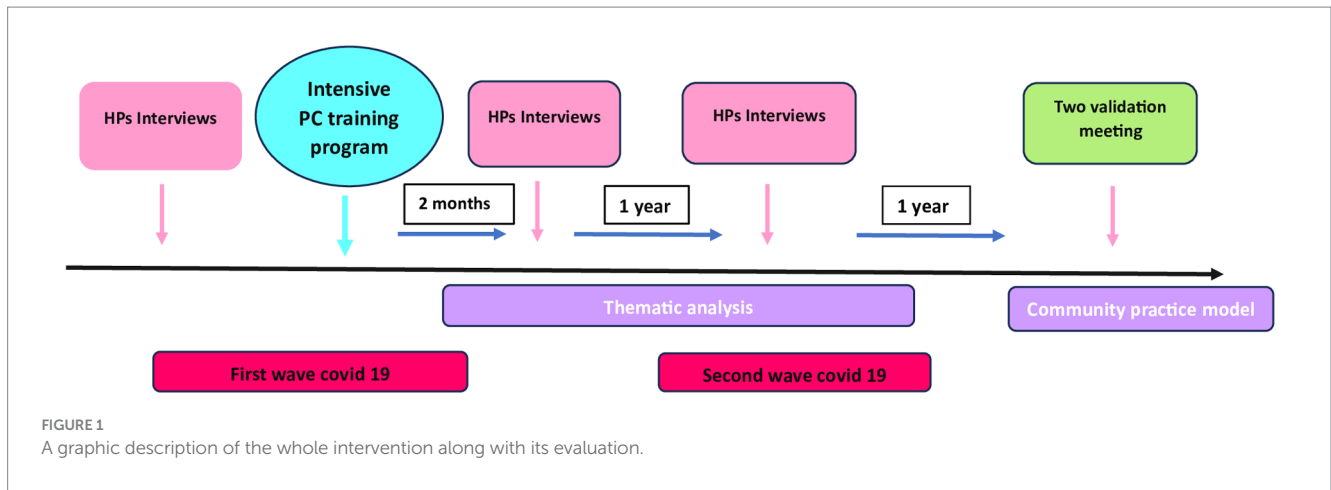 HPs Interviews
Intensive
PC training
program
HPs Interviews
HPs Interviews
Two validation
meeting
2 months
1 year
1 year
Thematic analysis
Community practice model
First wave covid 19
Second wave covid 19
FIGURE 1
A graphic description of the whole intervention along with its evaluation.